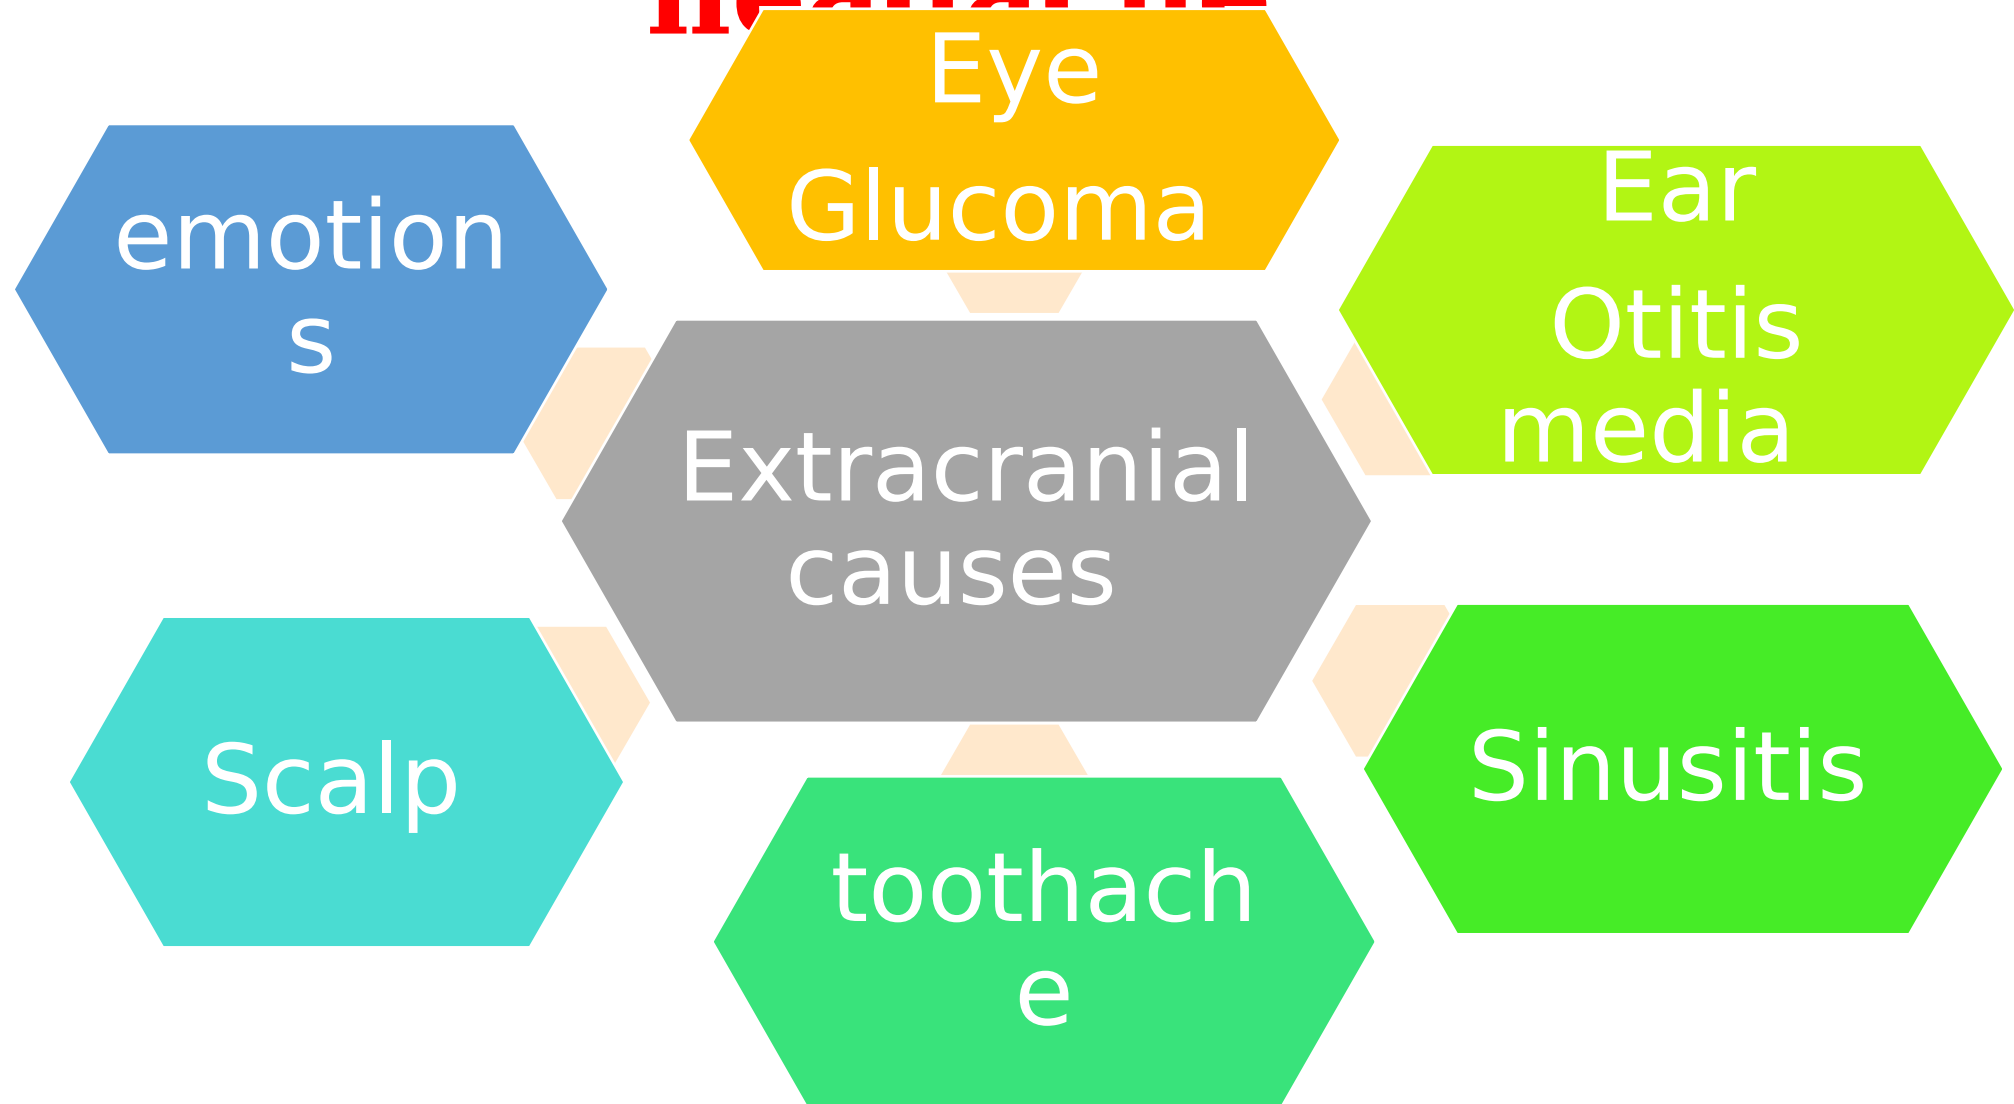 Eye
Glucoma
Ear
Otitis
media
emotion
s
Extracranial
causes
Scalp
Sinusitis
toothach
e